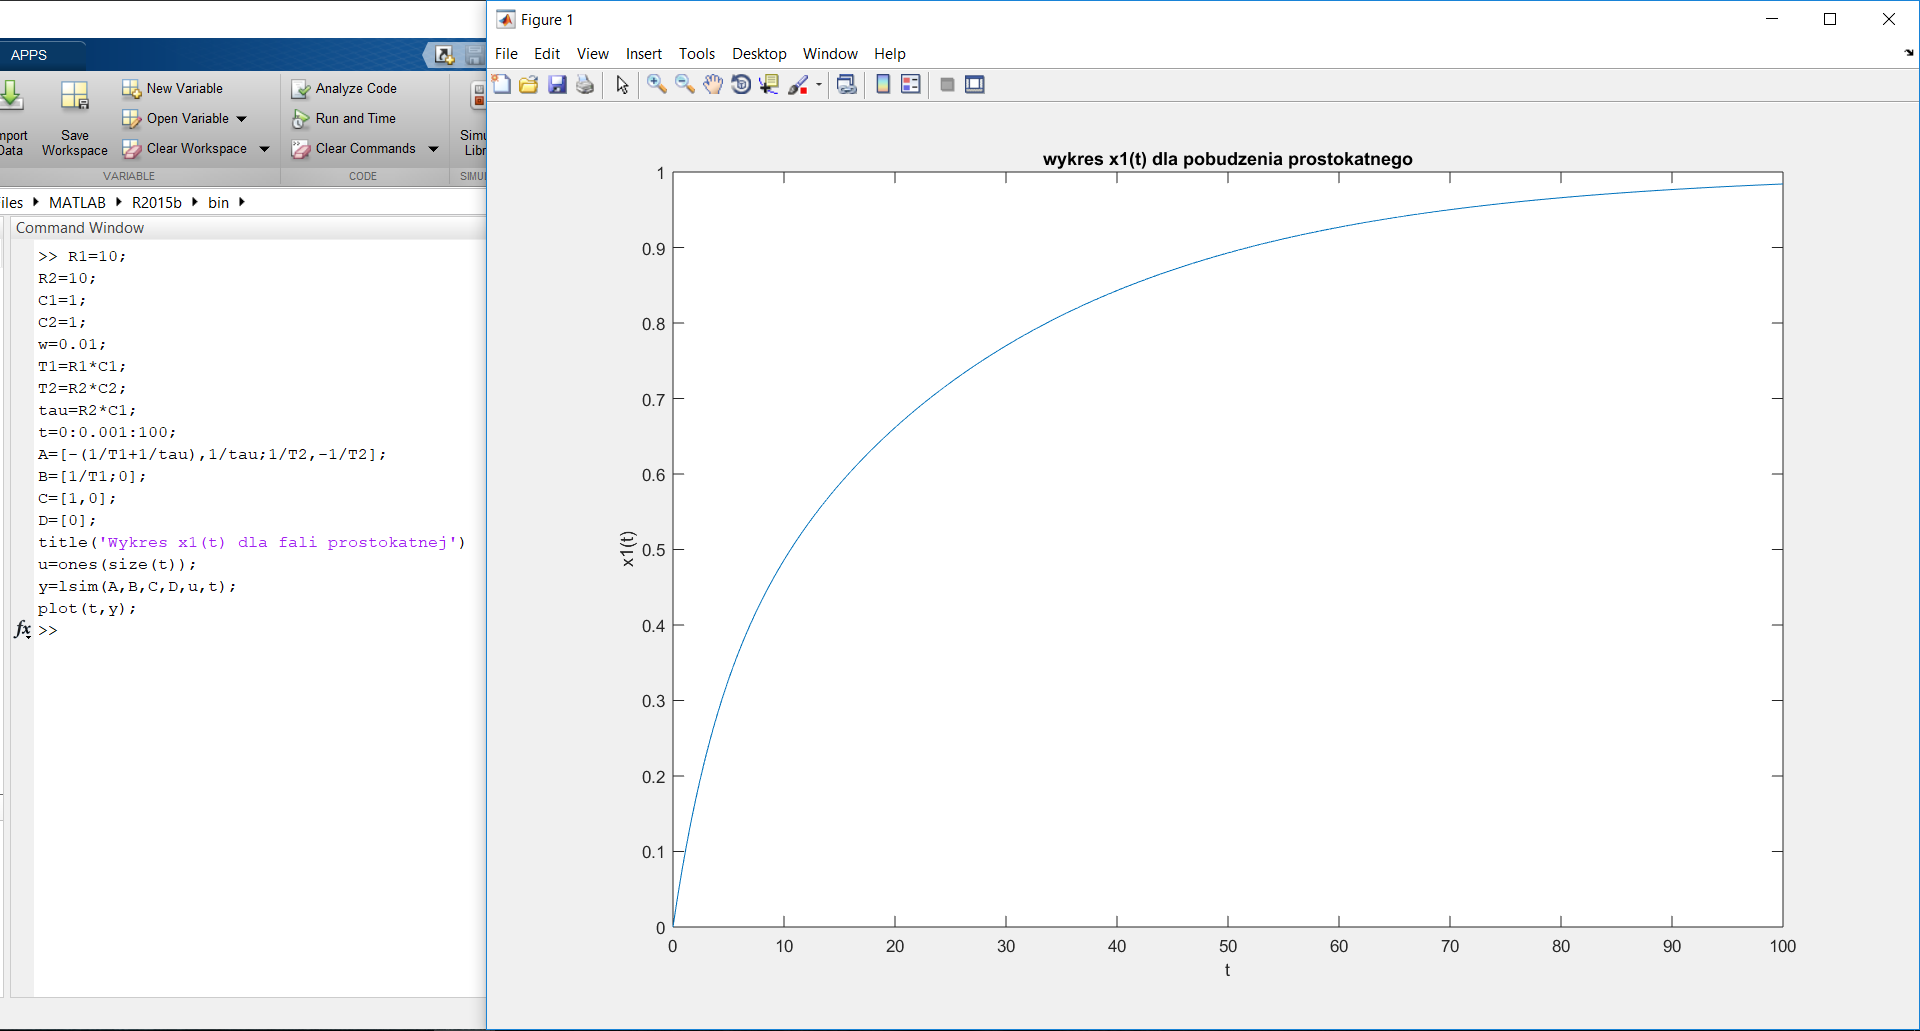 APPS
New Variable
Open Variable
Clear Workspace
Save
Workspace
VARIABLE
Analyze Code
Run and Time
Clear Commands
CODE
MATLAB R2015b bin
Command Window
>> R1=10;
R2=10;
C1=1;
C2=1;
w=0.01;
T1=R1*C1;
T2=R2*C2;
tau=R2*C1;
t=0:0.001:100;
A=[-(1/T1+1/tau),1/tau;1/T2,-1/T2];
B=[1/T1;0];
C=[1,0];
D=[0];
title('Wykres x1(t) dla fali prostokatnej')
u=ones(size(t));
y=lsim(A,B,C,D,u,t);
plot(t,y);
fx >>
Figure 1
File Edit View Insert Tools Desktop Window Help
wykres x1(t) dla pobudzenia prostokatnego
1
0.9
0.8
0.7
0.6
0.5
0.4
0.3
0.2
0.1
0
x1(t)
0 10 20 30 40 50 60 70 80 90 100
t